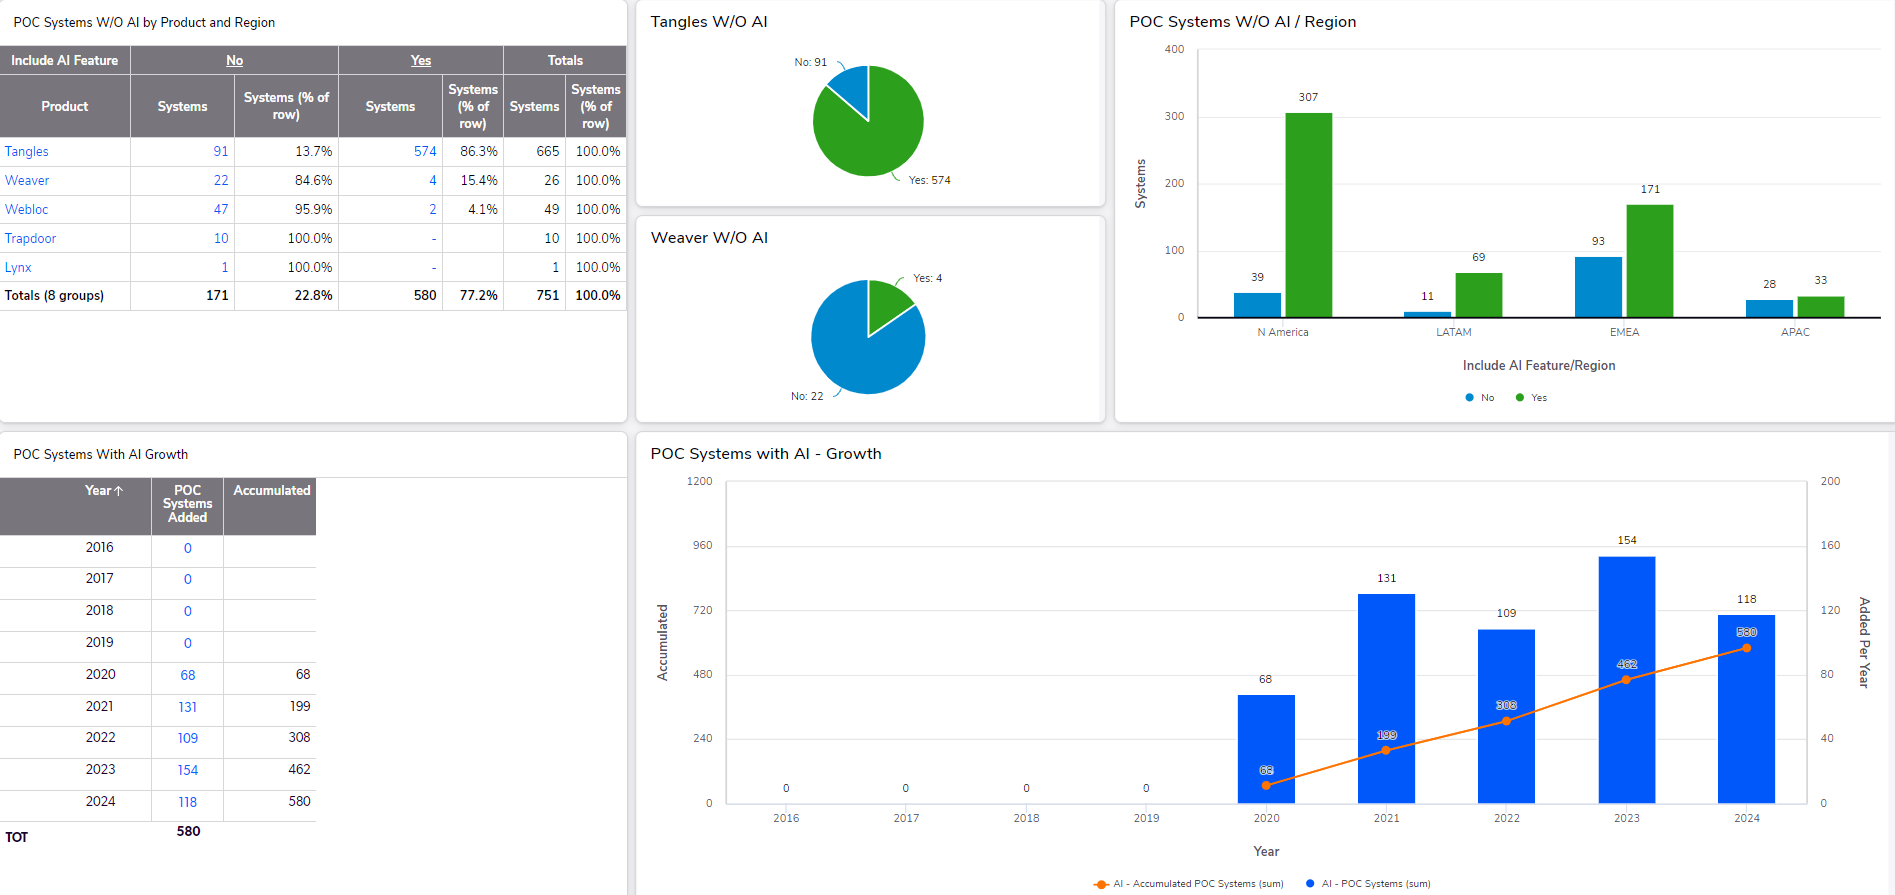 POC Systems W/O AI by Product and Region
Include AI Feature No Yes Totals
Product Systems Systems (% of row) Systems Systems (% of row) Systems Systems (% of row)
Tangles 91 13.7% 574 86.3% 665 100.0%
Weaver 22 84.6% 4 15.4% 26 100.0%
Webloc 47 95.9% 2 4.1% 49 100.0%
Trapdoor 10 100.0% - 10 100.0%
Lynx 1 100.0% - 1 100.0%
Totals (8 groups) 171 22.8% 580 77.2% 751 100.0%
Tangles W/O AI
No: 91
Yes: 574
Weaver W/O AI
Yes: 4
No: 22
POC Systems W/O AI / Region
Systems
400
300
200
100
0
39 307
11 69
93 171
28 33
N America LATAM EMEA APAC
Include AI Feature/Region
No Yes
POC Systems With AI Growth
Year↑ POC Systems Added Accumulated
2016 0
2017 0
2018 0
2019 0
2020 68 68
2021 131 199
2022 109 308
2023 154 462
2024 118 580
TOT 580
POC Systems with AI - Growth
Accumulated
1200
960
720
480
240
0
0 0 0 0 68 131 109 154 118
68 199 308 462 580
200
160
120
80
40
0
Added Per Year
2016 2017 2018 2019 2020 2021 2022 2023 2024
Year
AI - Accumulated POC Systems (sum) AI - POC Systems (sum)